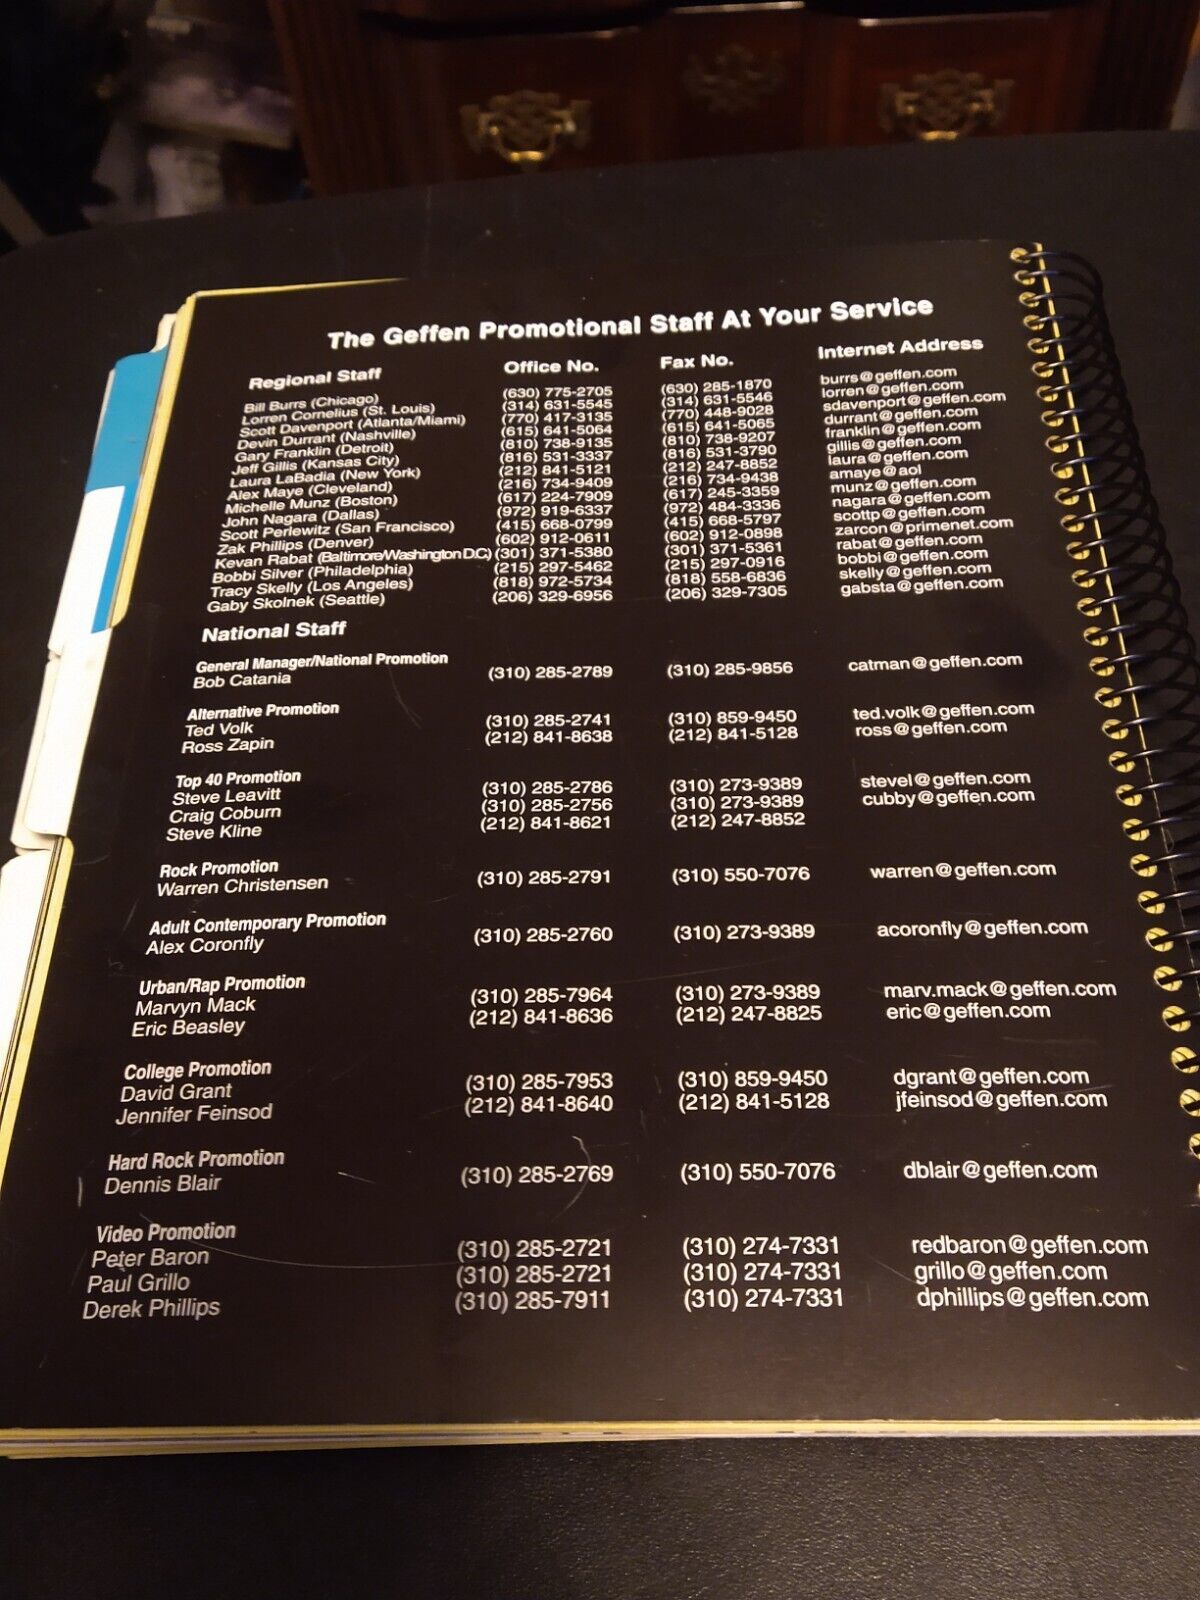 The Geffen Promotional Staff At Your Service
Regional Staff Office No. Fax No. Internet Address
Bill Burrs (Chicago) (630) 775-2705 (630) 285-1870 burrs@geffen.com
Lorren Cornelius (St. Louis) (314) 631-5545 (314) 631-5546 lorren@geffen.com
Scott Davenport (Atlanta/Miami) (770) 417-3135 (770) 448-9028 sdavenport@geffen.com
Devin Durrant (Nashville) (615) 641-5064 (615) 641-5065 durrant@geffen.com
Gary Franklin (Detroit) (810) 738-9135 (810) 738-9207 franklin@geffen.com
Jeff Gillis (Kansas City) (816) 531-3337 (816) 531-3790 gillis@geffen.com
Laura LaBadia (New York) (212) 841-5121 (212) 247-8852 laura@geffen.com
Alex Maye (Cleveland) (216) 734-9409 (216) 734-9438 amaye@aol
Michelle Munz (Boston) (617) 224-7909 (617) 245-3359 munz@geffen.com
John Nagara (Dallas) (972) 919-6337 (972) 484-3336 nagara@geffen.com
Scott Perlewitz (San Francisco) (415) 668-0799 (415) 668-5797 scottp@geffen.com
Zak Phillips (Denver) (602) 912-0611 (602) 912-0898 zarcon@primenet.com
Kevan Rabat (Baltimore/Washington D.C.) (301) 371-5380 (301) 371-5361 rabat@geffen.com
Bobbi Silver (Philadelphia) (215) 297-5462 (215) 297-0916 bobbi@geffen.com
Tracy Skelly (Los Angeles) (818) 972-5734 (818) 558-6836 skelly@geffen.com
Gaby Skolnek (Seattle) (206) 329-6956 (206) 329-7305 gabsta@geffen.com
National Staff
General Manager/National Promotion
Bob Catania (310) 285-2789 (310) 285-9856 catman@geffen.com
Alternative Promotion
Ted Volk (310) 285-2741 (310) 859-9450 ted.volk@geffen.com
Ross Zapin (212) 841-8638 (212) 841-5128 ross@geffen.com
Top 40 Promotion
Steve Leavitt (310) 285-2786 (310) 273-9389 stevel@geffen.com
Craig Coburn (310) 285-2756 (310) 273-9389 cubby@geffen.com
Steve Kline (212) 841-8621 (212) 247-8852
Rock Promotion
Warren Christensen (310) 285-2791 (310) 550-7076 warren@geffen.com
Adult Contemporary Promotion
Alex Coronfly (310) 285-2760 (310) 273-9389 acoronfly@geffen.com
Urban/Rap Promotion
Marvyn Mack (310) 285-7964 (310) 273-9389 marv.mack@geffen.com
Eric Beasley (212) 841-8636 (212) 247-8825 eric@geffen.com
College Promotion
David Grant (310) 285-7953 (310) 859-9450 dgrant@geffen.com
Jennifer Feinsod (212) 841-8640 (212) 841-5128 jfeinsod@geffen.com
Hard Rock Promotion
Dennis Blair (310) 285-2769 (310) 550-7076 dblair@geffen.com
Video Promotion
Peter Baron (310) 285-2721 (310) 274-7331 redbaron@geffen.com
Paul Grillo (310) 285-2721 (310) 274-7331 grillo@geffen.com
Derek Phillips (310) 285-7911 (310) 274-7331 dphillips@geffen.com